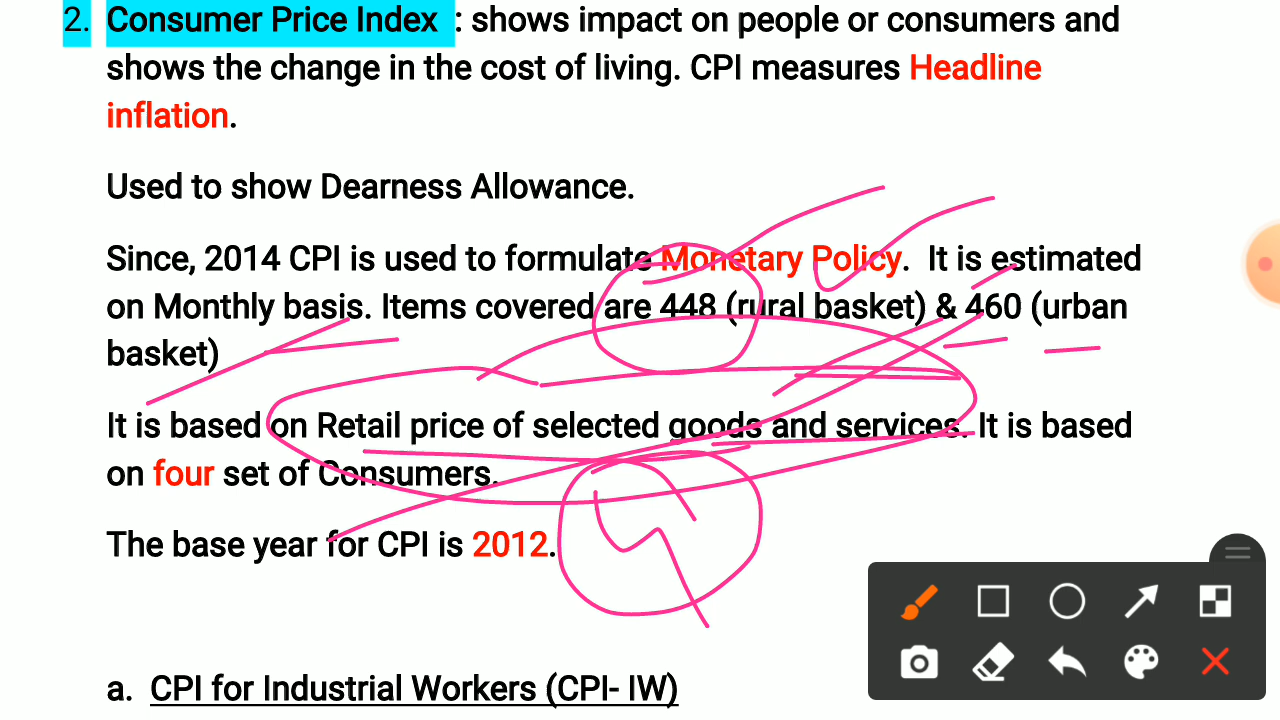 2. Consumer Price Index : shows impact on people or consumers and
shows the change in the cost of living. CPI measures Headline
inflation.
Used to show Dearness Allowance.
Since, 2014 CPI is used to formulate Monetary Policy. It is estimated
on Monthly basis. Items covered are 448 (rural basket) & 460 (urban
basket)
It is based on Retail price of selected goods and services. It is based
on four set of Consumers.
The base year for CPI is 2012.
a. CPI for Industrial Workers (CPI- IW)